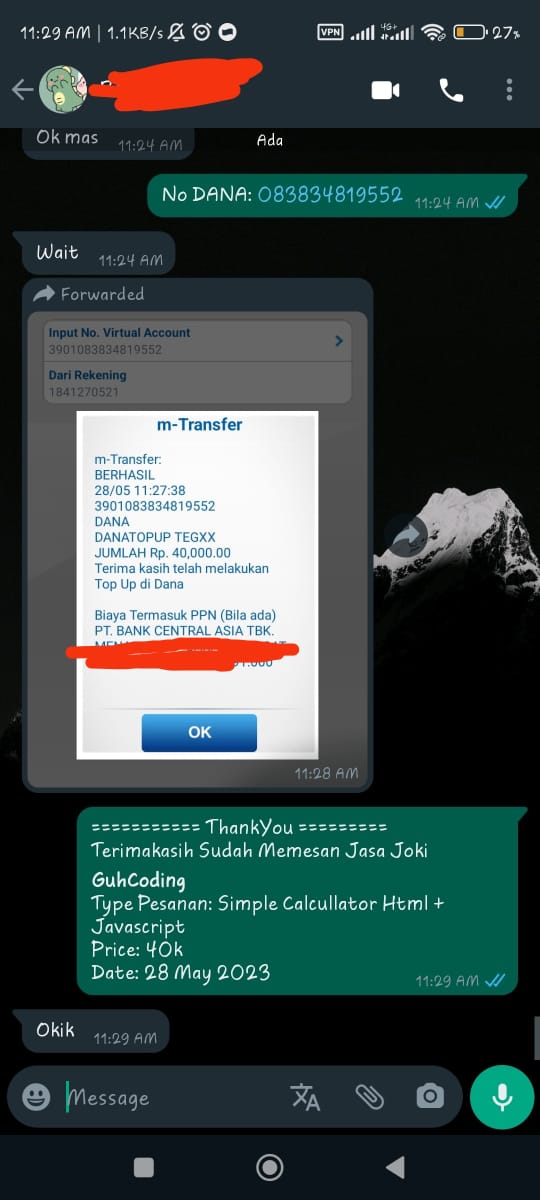 11:29 AM | 1.1KB/s
VPN 4G+ 27%
Ok mas 11:24 AM
Ada
No DANA: 083834819552 11:24 AM
Wait 11:24 AM
Forwarded
Input No. Virtual Account
3901083834819552
Dari Rekening
1841270521
m-Transfer
m-Transfer:
BERHASIL
28/05 11:27:38
3901083834819552
DANA
DANATOPUP TEGXX
JUMLAH Rp. 40,000.00
Terima kasih telah melakukan
Top Up di Dana
Biaya Termasuk PPN (Bila ada)
PT. BANK CENTRAL ASIA TBK.
OK
11:28 AM
=========== ThankYou =========
Terimakasih Sudah Memesan Jasa Joki
GuhCoding
Type Pesanan: Simple Calcullator Html +
Javascript
Price: 40k
Date: 28 May 2023
11:29 AM
Okik 11:29 AM
Message